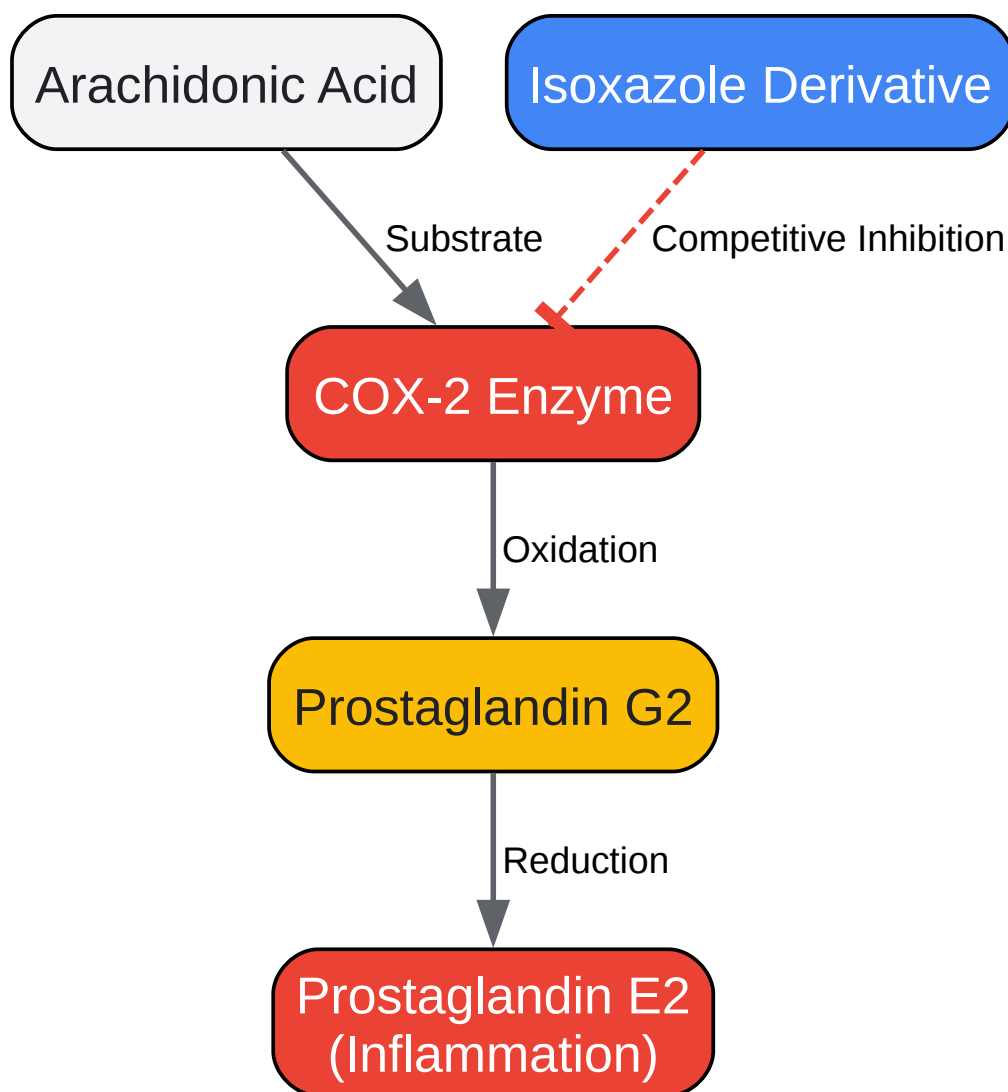 Arachidonic Acid
Isoxazole Derivative
Substrate
Competitive Inhibition
COX-2 Enzyme
Oxidation
Prostaglandin G2
Reduction
Prostaglandin E2
(Inflammation)